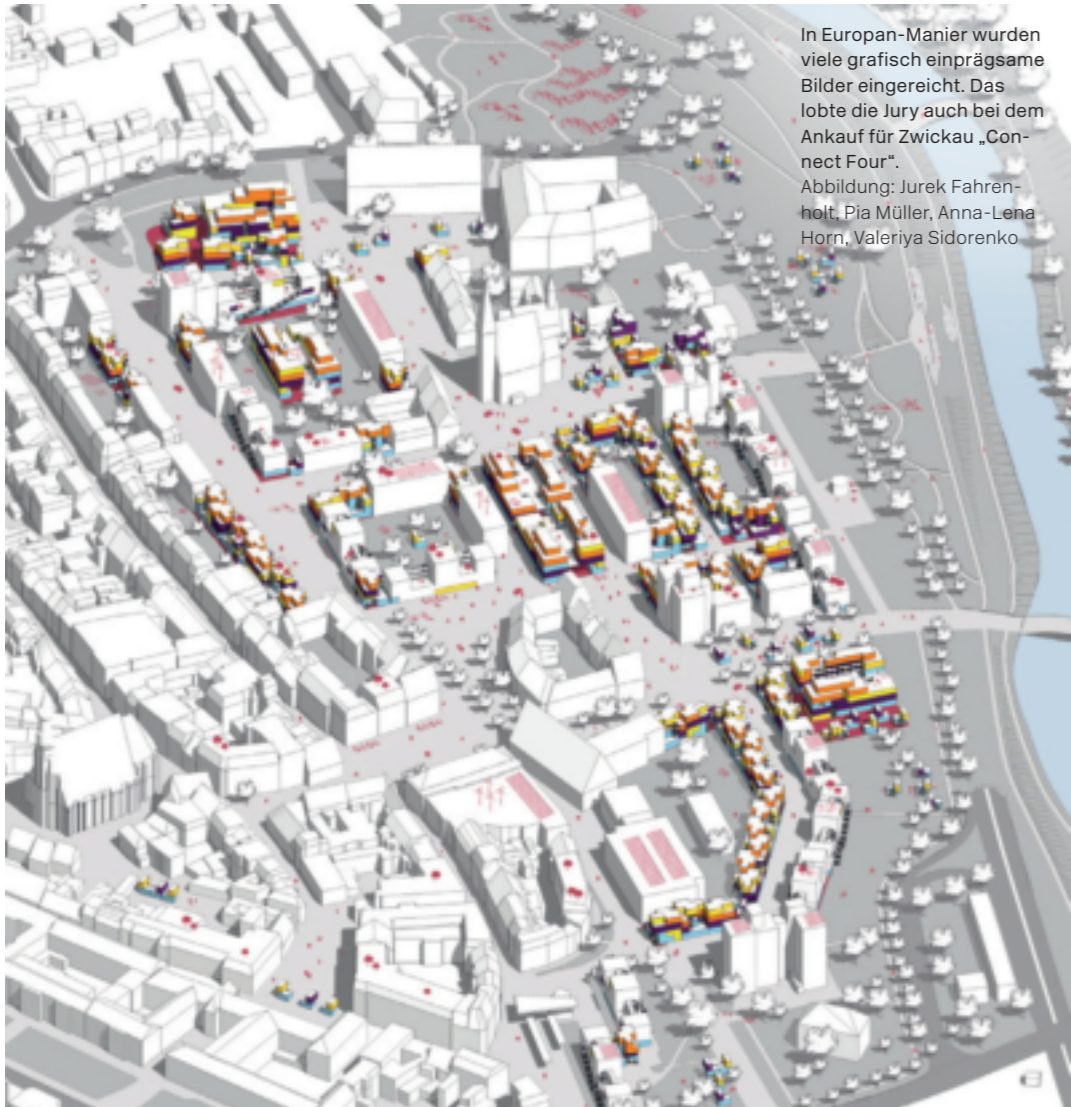 In Europan-Manier wurden
viele grafisch einprägsame
Bilder eingereicht. Das
lobte die Jury auch bei dem
Ankauf für Zwickau „Con-
nect Four“.
Abbildung: Jurek Fahren-
holt, Pia Müller, Anna-Lena
Horn, Valeriya Sidorenko